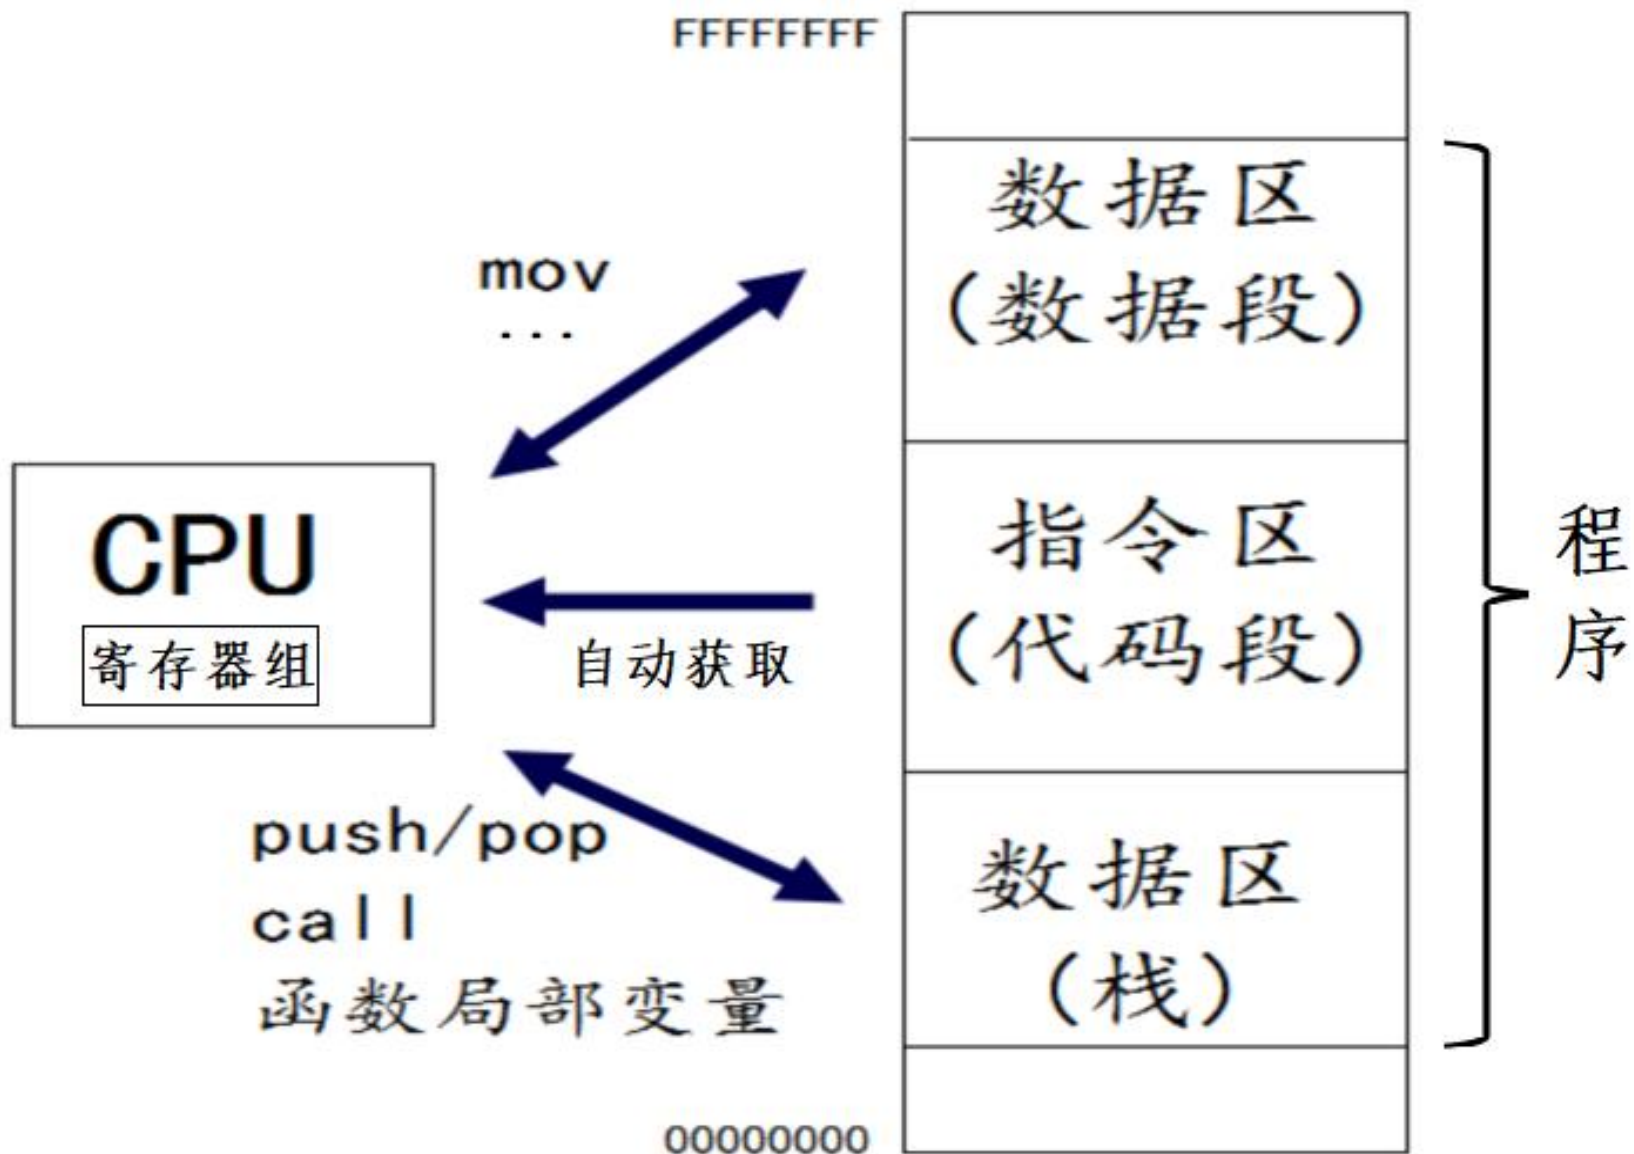 FFFFFFFF
数据区
(数据段)
mov
...
指令区
(代码段)
程
序
CPU
寄存器组
自动获取
push/pop
call
函数局部变量
数据区
(栈)
00000000